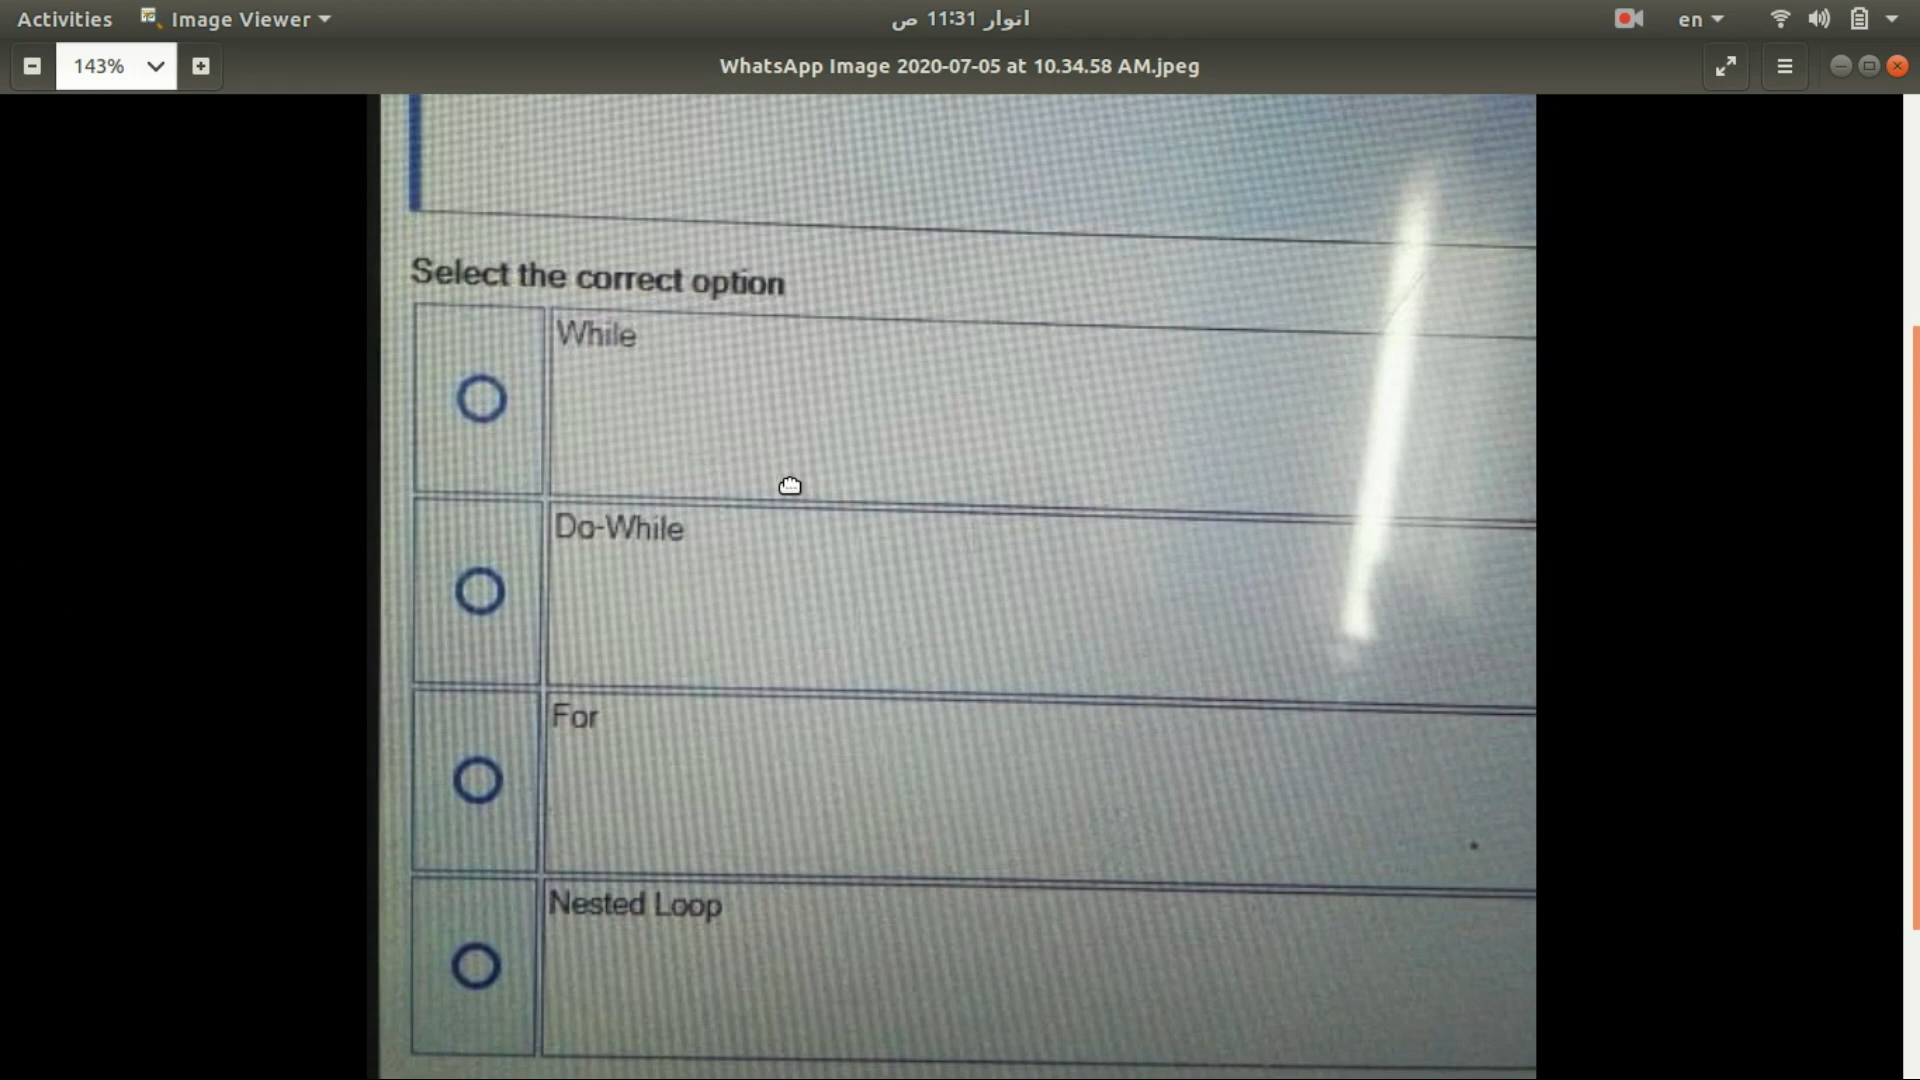 Activities
Image Viewer
اتوار 11:31 ص
en
143%
WhatsApp Image 2020-07-05 at 10.34.58 AM.jpeg
Select the correct option
While
Do-While
For
Nested Loop